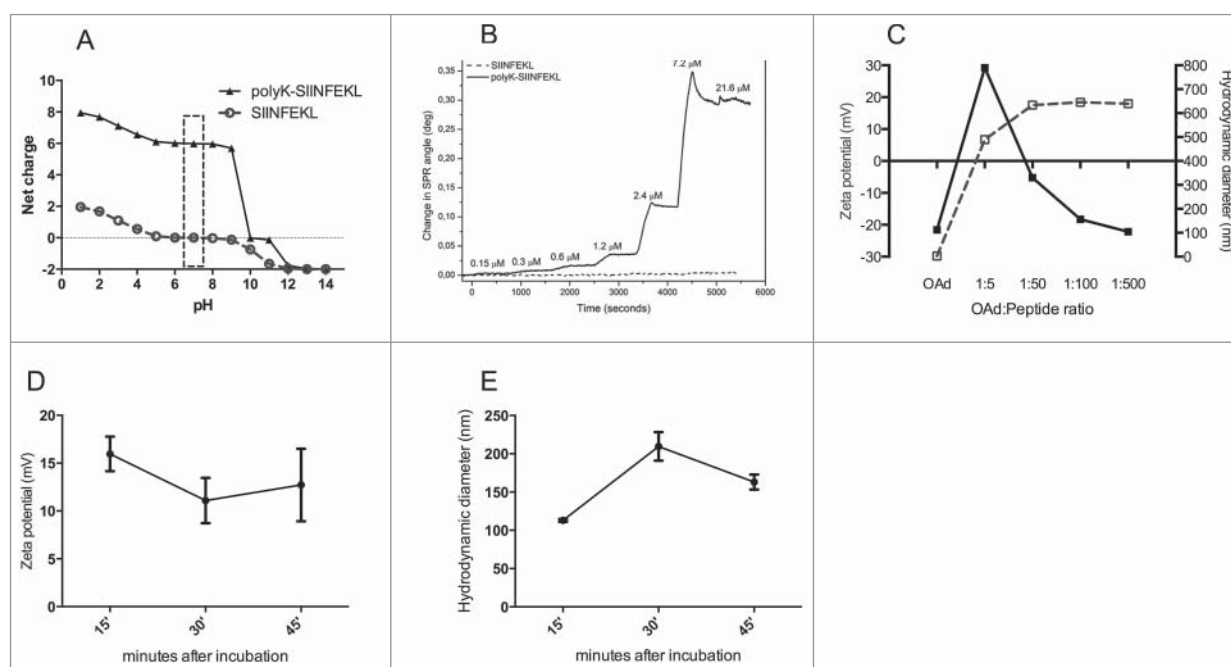 A
Net charge
10
8
6
4
2
0
-2
0 2 4 6 8 10 12 14
pH
polyK-SIINFEKL
SIINFEKL
B
SIINFEKL
polyK-SIINFEKL
Change in SPR angle (deg)
0,35
0,30
0,25
0,20
0,15
0,10
0,05
0,00
0.15 µM
0.3 µM
0.6 µM
1.2 µM
2.4 µM
7.2 µM
21.6 µM
0 1000 2000 3000 4000 5000 6000
Time (seconds)
C
Zeta potential (mV)
30
20
10
0
-10
-20
-30
800
700
600
500
400
300
200
100
0
Hydrodynamic diameter (nm)
OAd 1:5 1:50 1:100 1:500
OAd:Peptide ratio
D
Zeta potential (mV)
20
15
10
5
0
15' 30' 45'
minutes after incubation
E
Hydrodynamic diameter (nm)
250
200
150
100
50
0
15' 30' 45'
minutes after incubation